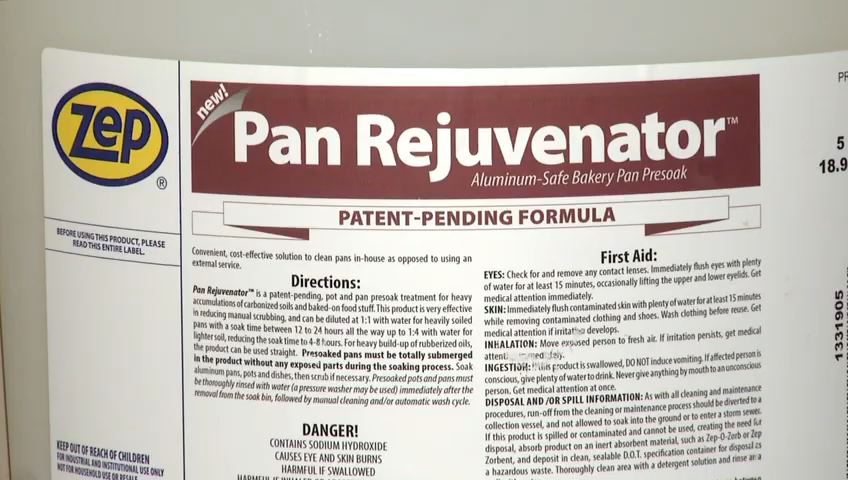 zep
®
BEFORE USING THIS PRODUCT, PLEASE
READ THIS ENTIRE LABEL.
KEEP OUT OF REACH OF CHILDREN
FOR INDUSTRIAL AND INSTITUTIONAL USE ONLY
NOT FOR HOUSEHOLD USE OR RESALE
new!
Pan Rejuvenator™
Aluminum-Safe Bakery Pan Presoak
PATENT-PENDING FORMULA
Convenient, cost-effective solution to clean pans in-house as opposed to using an
external service.
Directions:
Pan Rejuvenator™ is a patent-pending, pot and pan presoak treatment for heavy
accumulations of carbonized soils and baked-on food stuff. This product is very effective
in reducing manual scrubbing, and can be diluted at 1:1 with water for heavily soiled
pans with a soak time between 12 to 24 hours all the way up to 1:4 with water for
lighter soil, reducing the soak time to 4-8 hours. For heavy build-up of rubberized oils,
the product can be used straight. Presoaked pans must be totally submerged
in the product without any exposed parts during the soaking process. Soak
aluminum pans, pots and dishes, then scrub if necessary. Presoaked pots and pans must
be thoroughly rinsed with water (a pressure washer may be used) immediately after the
removal from the soak bin, followed by manual cleaning and/or automatic wash cycle.
DANGER!
CONTAINS SODIUM HYDROXIDE
CAUSES EYE AND SKIN BURNS
HARMFUL IF SWALLOWED
First Aid:
EYES: Check for and remove any contact lenses. Immediately flush eyes with plenty
of water for at least 15 minutes, occasionally lifting the upper and lower eyelids. Get
medical attention immediately.
SKIN: Immediately flush contaminated skin with plenty of water for at least 15 minutes
while removing contaminated clothing and shoes. Wash clothing before reuse. Get
medical attention if irritation develops.
INHALATION: Move exposed person to fresh air. If irritation persists, get medical
attention immediately.
INGESTION: If this product is swallowed, DO NOT induce vomiting. If affected person is
conscious, give plenty of water to drink. Never give anything by mouth to an unconscious
person. Get medical attention at once.
DISPOSAL AND /OR SPILL INFORMATION: As with all cleaning and maintenance
procedures, run-off from the cleaning or maintenance process should be diverted to a
collection vessel, and not allowed to soak into the ground or to enter a storm sewer.
If this product is spilled or contaminated and cannot be used, creating the need for
disposal, absorb product on an inert absorbent material, such as Zep-O-Zorb or Zep
Zorbent, and deposit in clean, sealable D.O.T. specification container for disposal as
a hazardous waste. Thoroughly clean area with a detergent solution and rinse
PR
5
18.9
1331905